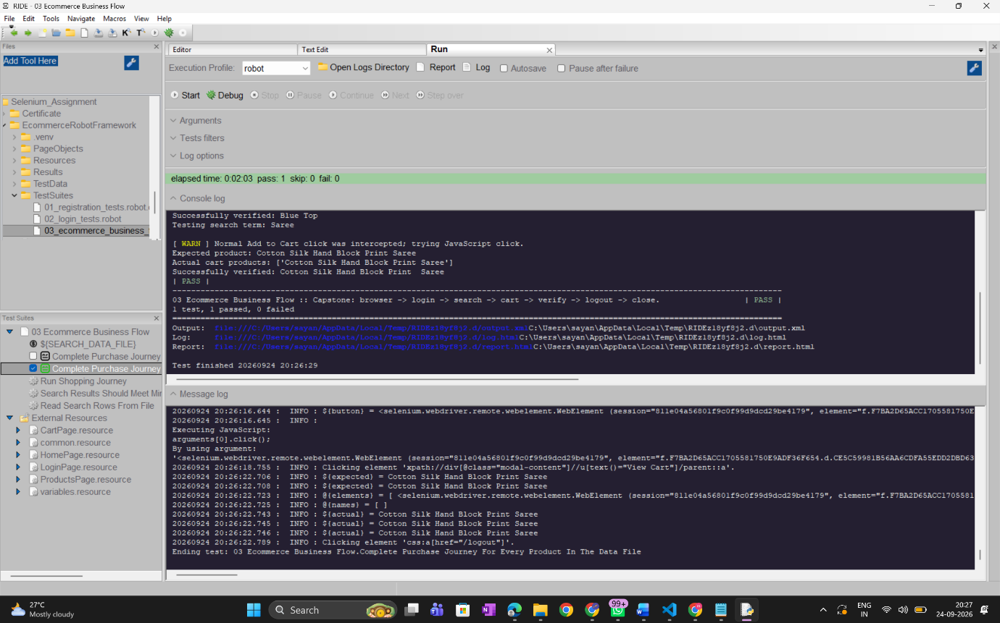 RIDE - 03 Ecommerce Business Flow
File Edit Tools Navigate Macros View Help
Files
Add Tool Here
Selenium_Assignment
Certificate
EcommerceRobotFramework
.venv
PageObjects
Resources
Results
TestData
TestSuites
01_registration_tests.robot.
02_login_tests.robot
03_ecommerce_business_
Test Suites
03 Ecommerce Business Flow
${SEARCH_DATA_FILE}
Complete Purchase Journey
Complete Purchase Journey
Run Shopping Journey
Search Results Should Meet Mir
Read Search Rows From File
External Resources
CartPage.resource
common.resource
HomePage.resource
LoginPage.resource
ProductsPage.resource
variables.resource
Editor Text Edit Run
Execution Profile: robot Open Logs Directory Report Log Autosave Pause after failure
Start Debug Stop Pause Continue Next Step over
Arguments
Tests filters
Log options
elapsed time: 0:02:03 pass: 1 skip: 0 fail: 0
Console log
Successfully verified: Blue Top
Testing search term: Saree
[ WARN ] Normal Add to Cart click was intercepted; trying JavaScript click.
Expected product: Cotton Silk Hand Block Print Saree
Actual cart products: ['Cotton Silk Hand Block Print Saree']
Successfully verified: Cotton Silk Hand Block Print  Saree
| PASS |
03 Ecommerce Business Flow :: Capstone: browser -> login -> search -> cart -> verify -> logout -> close. | PASS |
1 test, 1 passed, 0 failed
Output: file:///C:/Users/sayan/AppData/Local/Temp/RIDEzl8yf8j2.d/output.xmlC:\Users\sayan\AppData\Local\Temp\RIDEzl8yf8j2.d\output.xml
Log: file:///C:/Users/sayan/AppData/Local/Temp/RIDEzl8yf8j2.d/log.htmlC:\Users\sayan\AppData\Local\Temp\RIDEzl8yf8j2.d\log.html
Report: file:///C:/Users/sayan/AppData/Local/Temp/RIDEzl8yf8j2.d/report.htmlC:\Users\sayan\AppData\Local\Temp\RIDEzl8yf8j2.d\report.html
Test finished 20260924 20:26:29
Message log
20260924 20:26:16.644 : INFO : ${button} = <selenium.webdriver.remote.webelement.WebElement (session="811e04a56801f9c0f99d9dcd29be4179", element="f.F7BA2D65ACC1705581750E
20260924 20:26:16.645 : INFO :
Executing JavaScript:
arguments[0].click();
By using argument:
'<selenium.webdriver.remote.webelement.WebElement (session="811e04a56801f9c0f99d9dcd29be4179", element="f.F7BA2D65ACC1705581750E9ADF36F654.d.CE5C59981B56AA6CDFA55EDD2DBD63
20260924 20:26:18.755 : INFO : Clicking element 'xpath://div[@class="modal-content"]//u[text()="View Cart"]/parent::a'.
20260924 20:26:22.706 : INFO : ${expected} = Cotton Silk Hand Block Print Saree
20260924 20:26:22.708 : INFO : ${expected} = Cotton Silk Hand Block Print Saree
20260924 20:26:22.723 : INFO : @{elements} = [ <selenium.webdriver.remote.webelement.WebElement (session="811e04a56801f9c0f99d9dcd29be4179", element="f.F7BA2D65ACC1705581
20260924 20:26:22.725 : INFO : @{names} = [ ]
20260924 20:26:22.743 : INFO : ${actual} = Cotton Silk Hand Block Print Saree
20260924 20:26:22.745 : INFO : ${actual} = Cotton Silk Hand Block Print Saree
20260924 20:26:22.746 : INFO : ${actual} = Cotton Silk Hand Block Print Saree
20260924 20:26:22.789 : INFO : Clicking element 'css:a[href="/logout"]'.
Ending test: 03 Ecommerce Business Flow.Complete Purchase Journey For Every Product In The Data File
27°C
Mostly cloudy
Search
99+
ENG
IN
20:27
24-09-2026